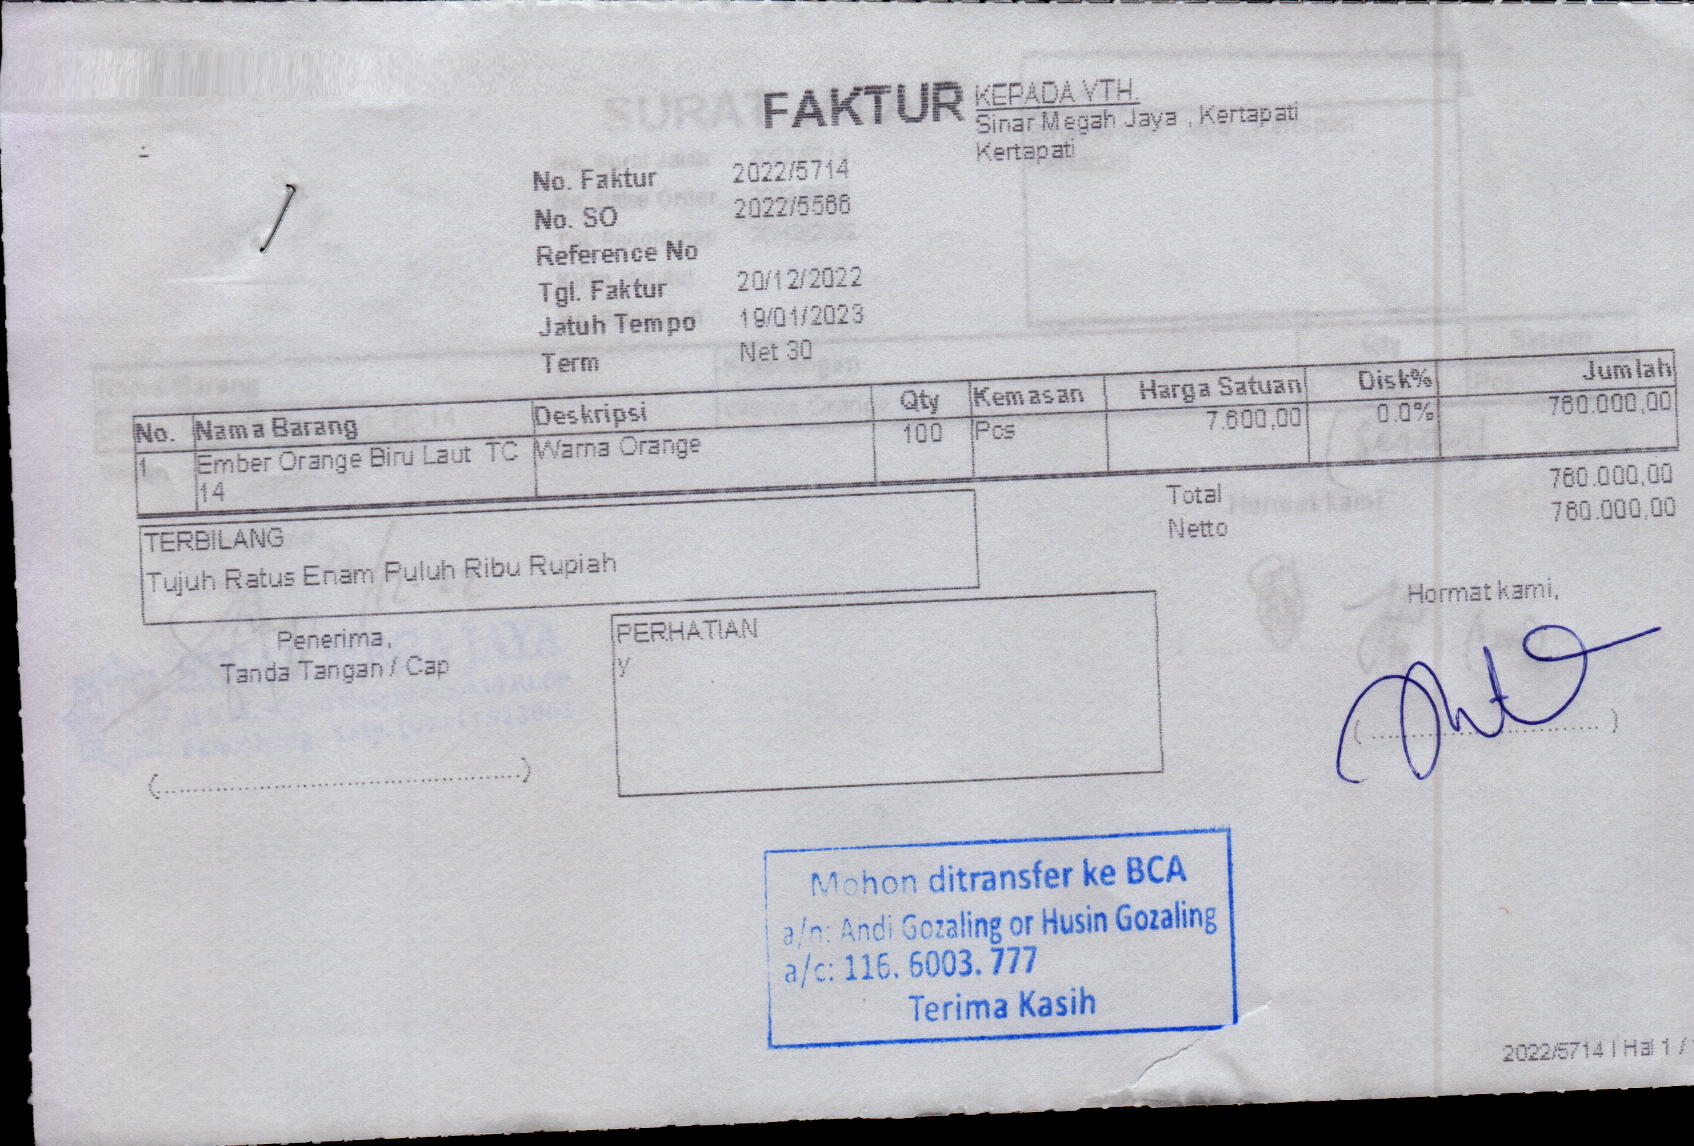 FAKTUR
KEPADA YTH.
Sinar Megah Jaya , Kertapati
Kertapati
No. Faktur 2022/5714
No. SO 2022/5566
Reference No
Tgl. Faktur 20/12/2022
Jatuh Tempo 19/01/2023
Term Net 30
No. Nama Barang Deskripsi Qty Kemasan Harga Satuan Disk% Jumlah
1 Ember Orange Biru Laut TC Warna Orange 100 Pcs 7.600,00 0.0% 760.000,00
14
Total 760.000,00
Netto 760.000,00
TERBILANG
Tujuh Ratus Enam Puluh Ribu Rupiah
Penerima,
Tanda Tangan / Cap
(................................................)
PERHATIAN
y
Hormat kami,
(................................)
Mohon ditransfer ke BCA
a/n: Andi Gozaling or Husin Gozaling
a/c: 116. 6003. 777
Terima Kasih
2022/5714 | Hal 1 /